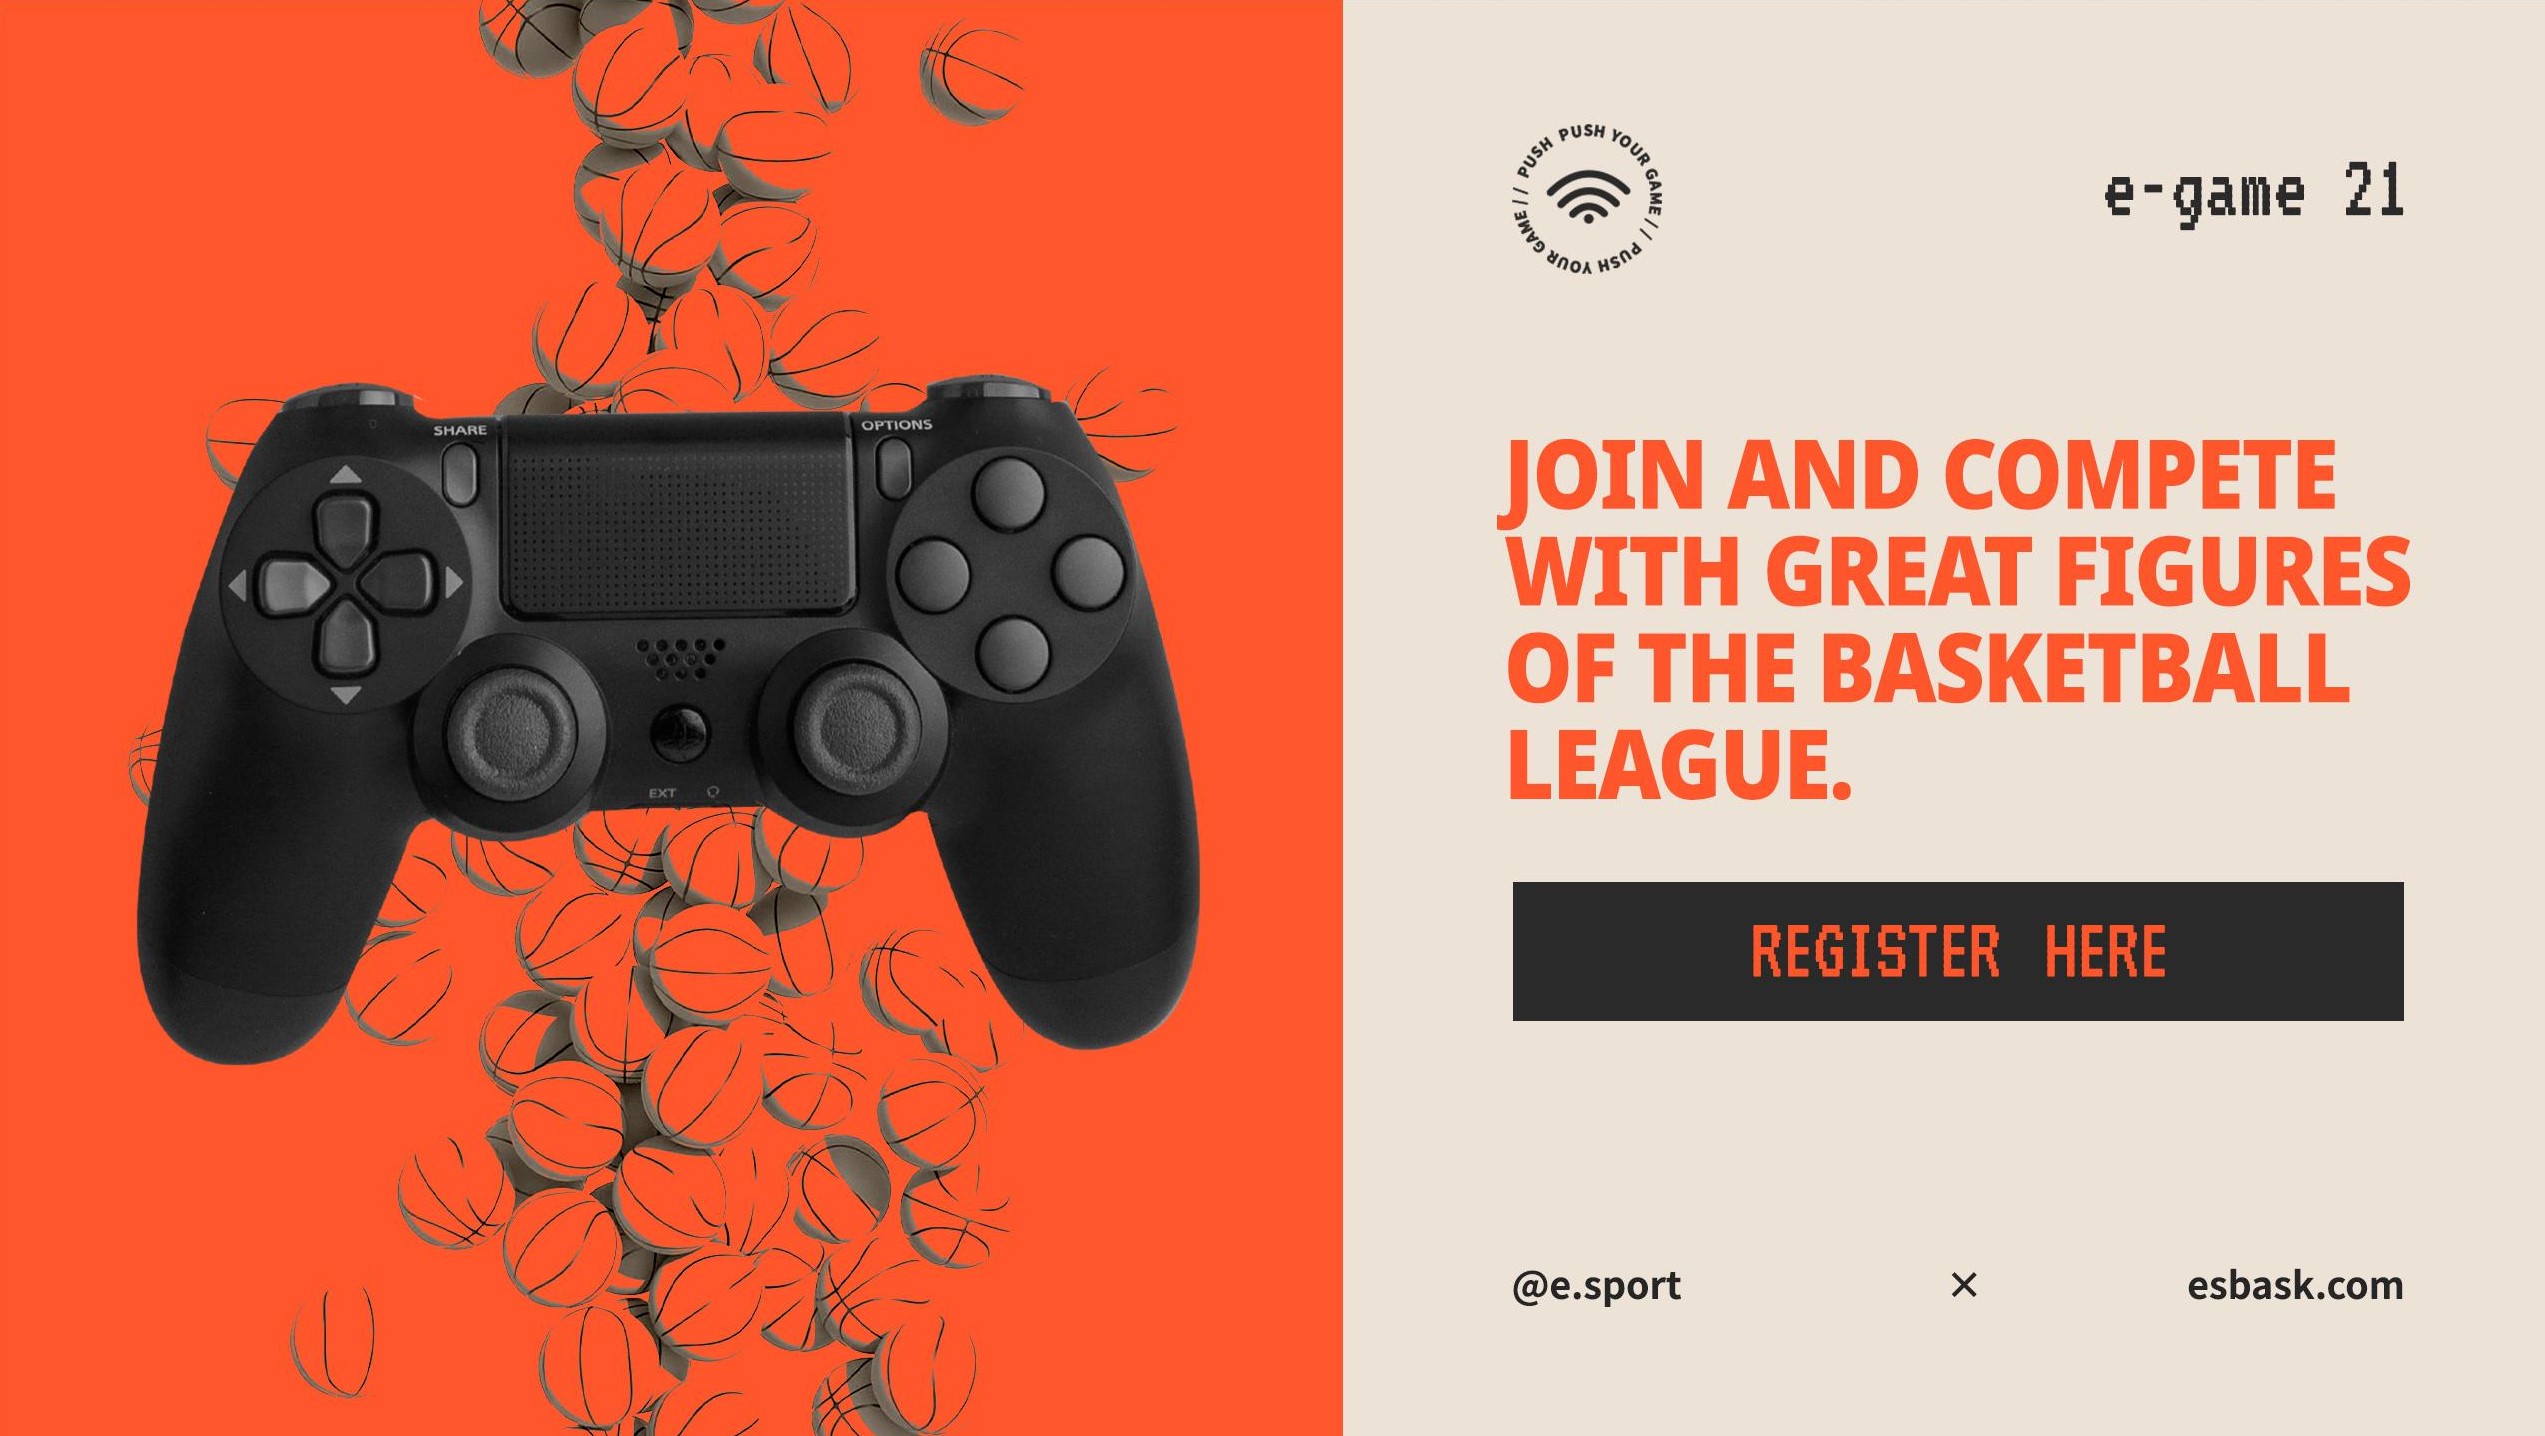 PUSH YOUR GAME // PUSH YOUR GAME // PUSH
e-game 21
SHARE
OPTIONS
EXT
JOIN AND COMPETE
WITH GREAT FIGURES
OF THE BASKETBALL
LEAGUE.
REGISTER HERE
@e.sport
×
esbask.com